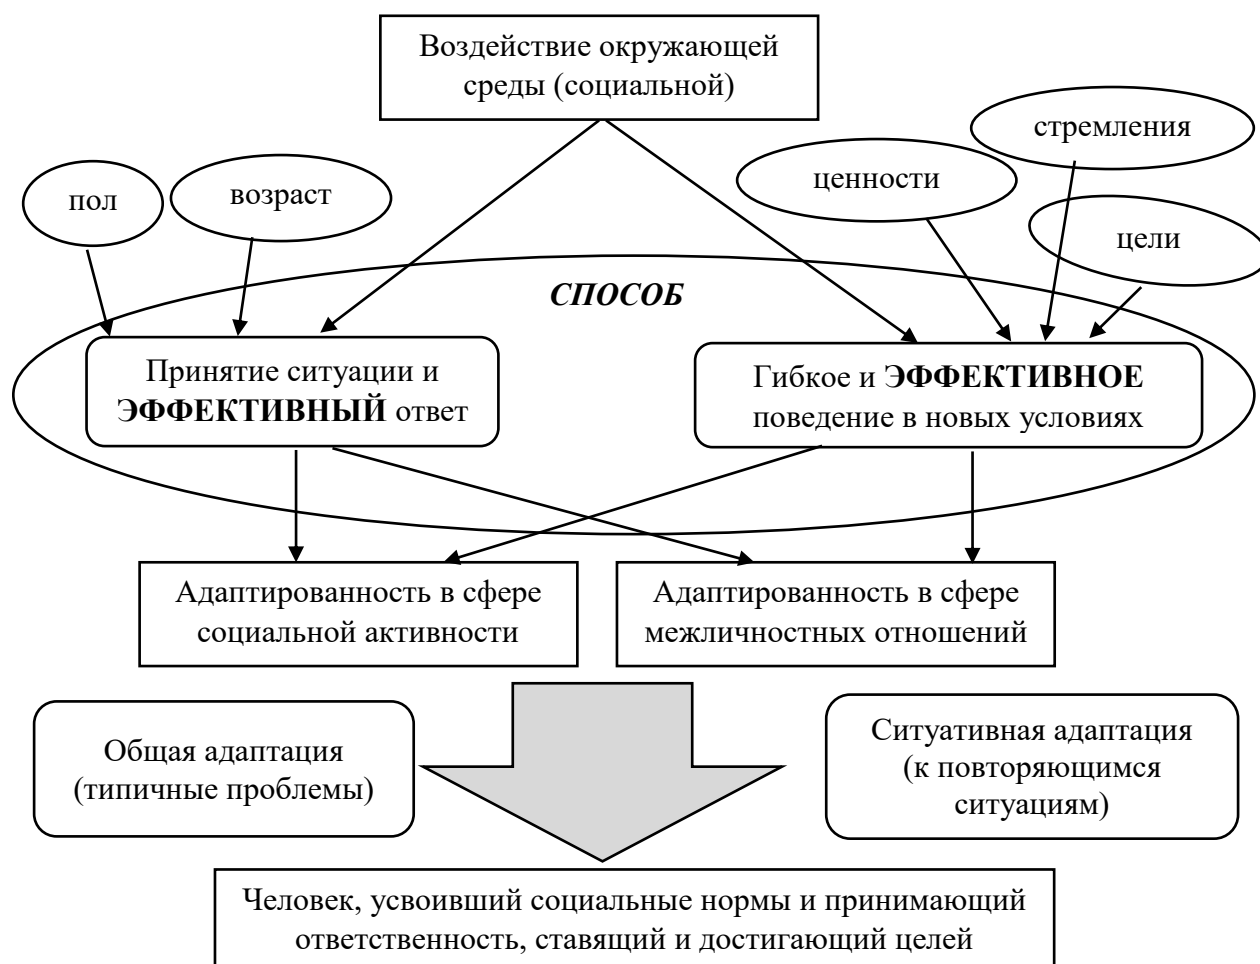 Воздействие окружающей
среды (социальной)
стремления
ценности
пол
возраст
цели
СПОСОБ
Принятие ситуации и
ЭФФЕКТИВНЫЙ ответ
Гибкое и ЭФФЕКТИВНОЕ
поведение в новых условиях
Адаптированность в сфере
социальной активности
Адаптированность в сфере
межличностных отношений
Общая адаптация
(типичные проблемы)
Ситуативная адаптация
(к повторяющимся
ситуациям)
Человек, усвоивший социальные нормы и принимающий
ответственность, ставящий и достигающий целей